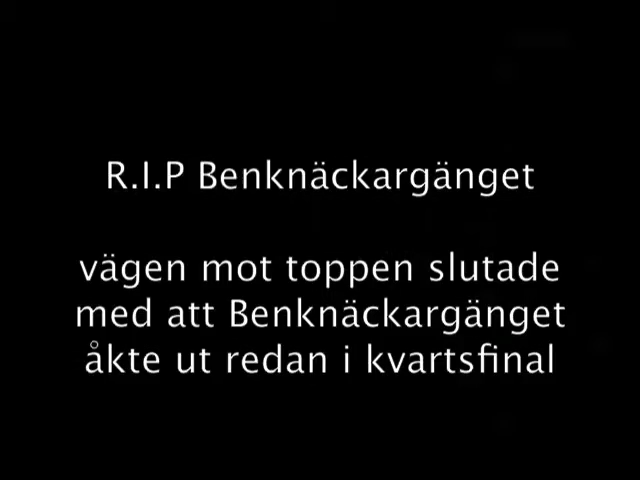 R.I.P Benknäckargänget
vägen mot toppen slutade
med att Benknäckargänget
åkte ut redan i kvartsfinal